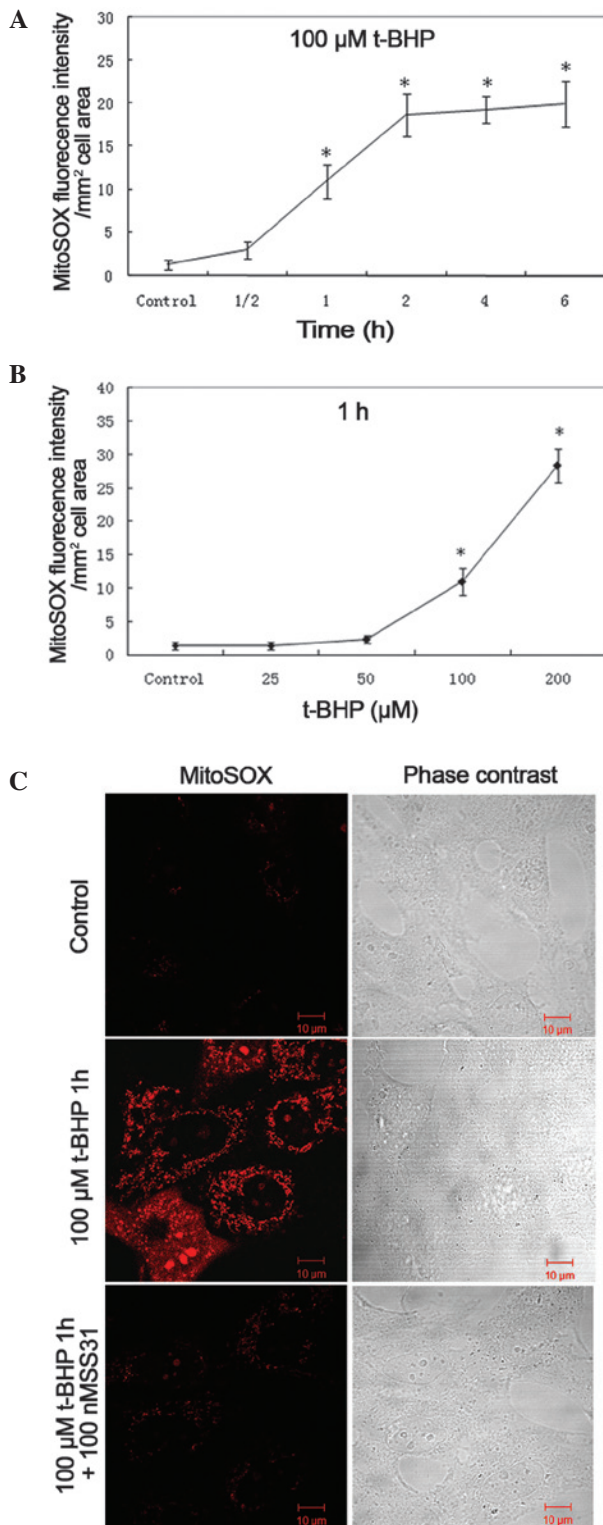 A
30
25
20
15
10
5
0
MitoSOX fluorecence intensity
/mm² cell area
100 µM t-BHP
*
*
*
*
Control 1/2 1 2 4 6
Time (h)
B
40
35
30
25
20
15
10
5
0
MitoSOX fluorecence intensity
/mm² cell area
1 h
*
*
Control 25 50 100 200
t-BHP (µM)
C
MitoSOX Phase contrast
Control
10 µm 10 µm
100 µM t-BHP 1h
10 µm 10 µm
100 µM t-BHP 1h
+ 100 nMSS31
10 µm 10 µm